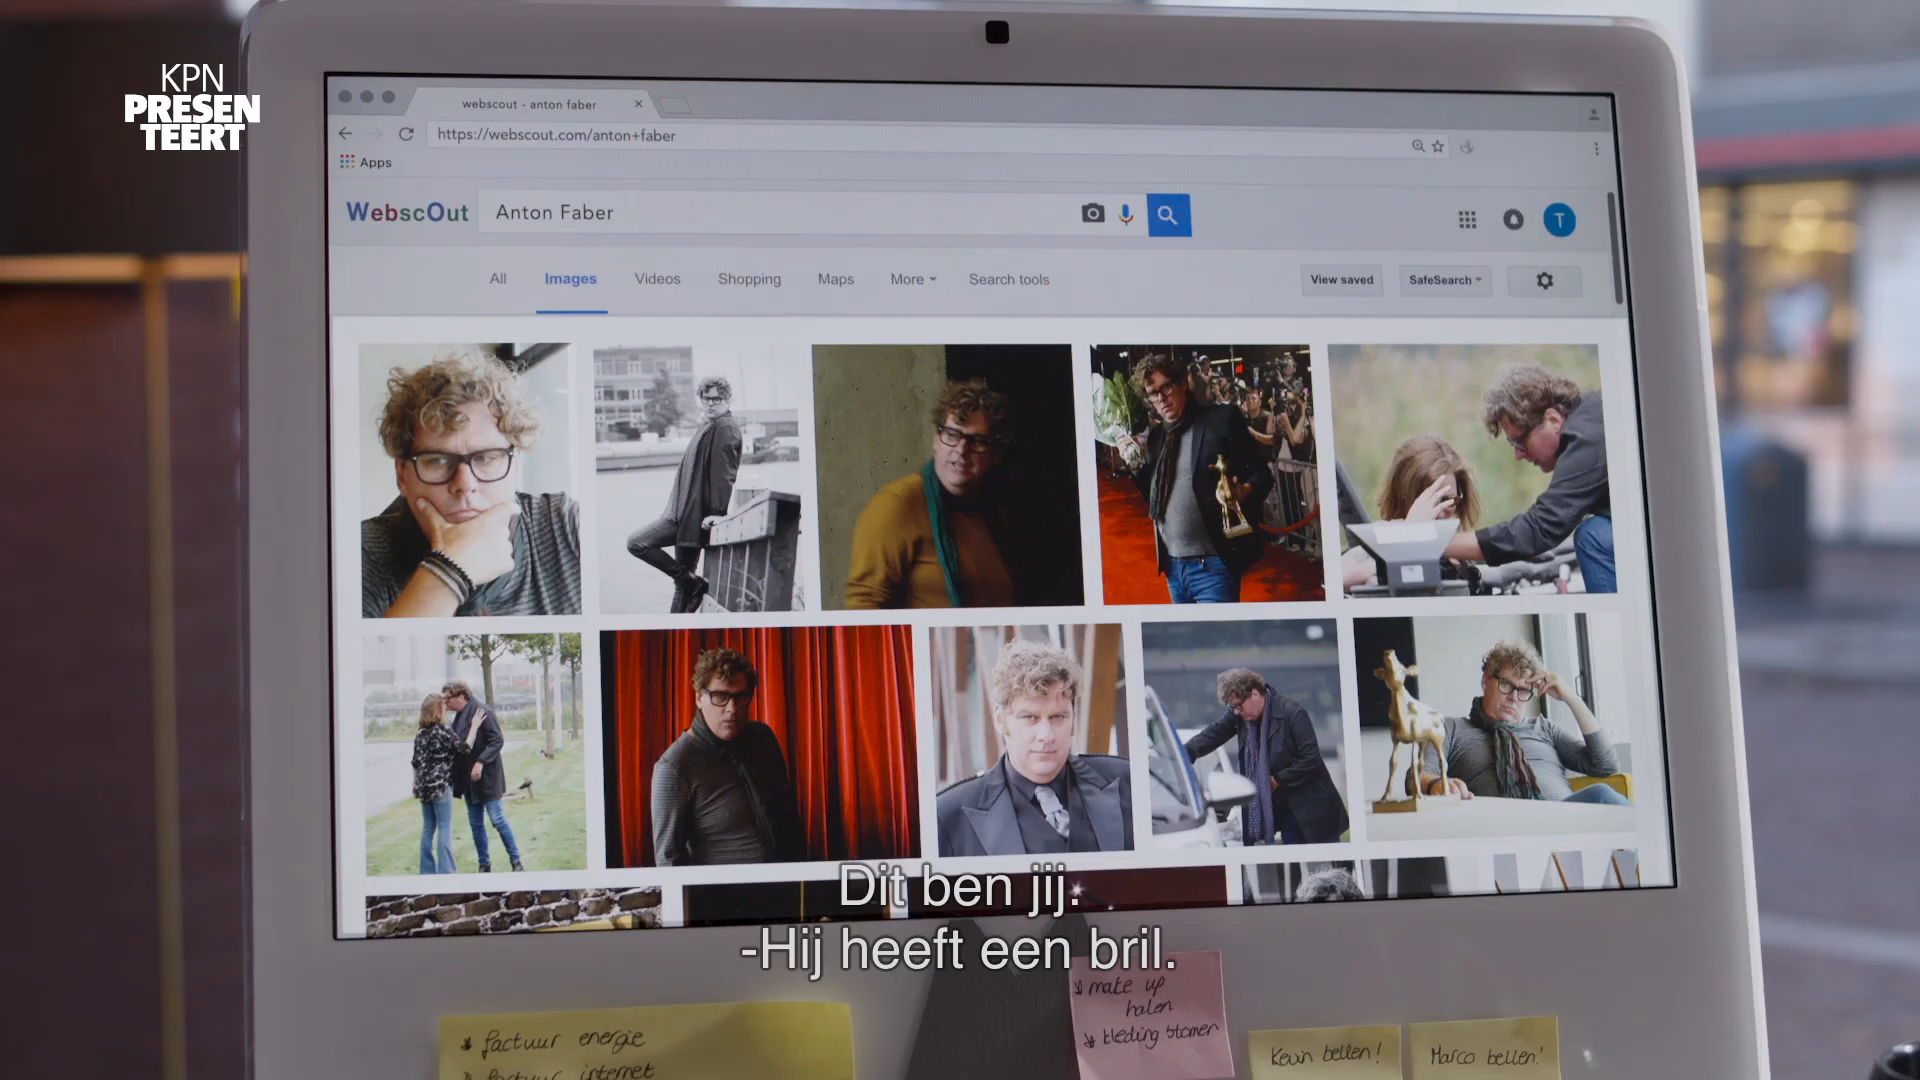 KPN
PRESEN
TEERT
webscout - anton faber
https://webscout.com/anton+faber
Apps
WebscOut
Anton Faber
T
All
Images
Videos
Shopping
Maps
More
Search tools
View saved
SafeSearch
Dit ben jij.
-Hij heeft een bril.
factuur energie
factuur internet
make up
halen
kleding stomen
Kevin bellen!
Marco bellen!